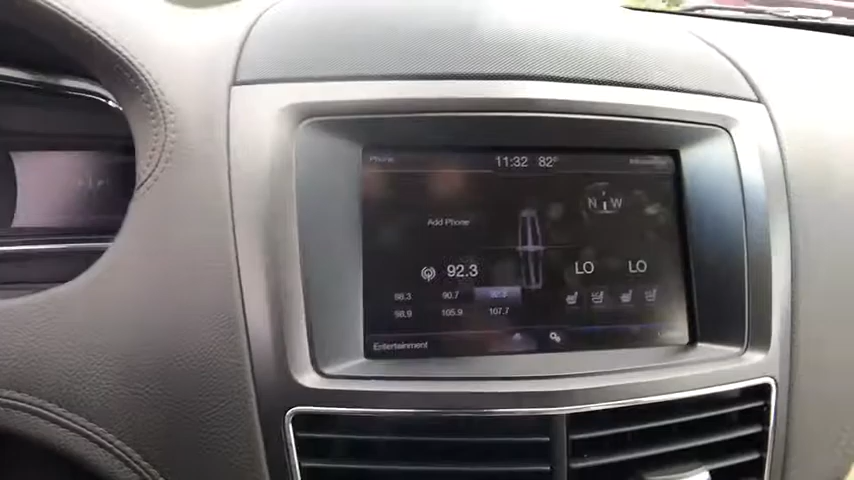 Phone
11:32 82°
NW
Add Phone
92.3
LO LO
88.3 90.7
98.9 105.9 107.7
Entertainment